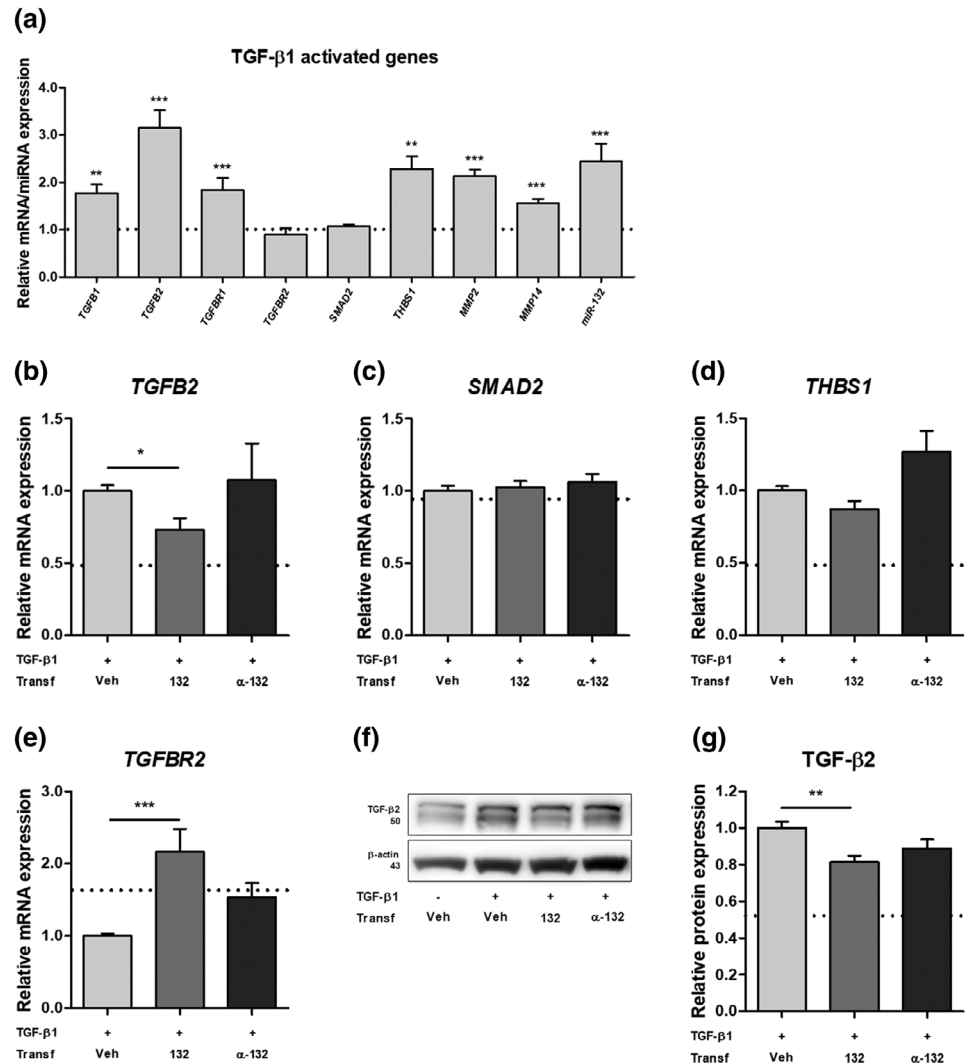 (a)
TGF-β1 activated genes
Relative mRNA/miRNA expression
4.0
3.0
2.0
1.0
0.0
** *** *** ** *** *** ***
TGFB1 TGFB2 TGFBR1 TGFBR2 SMAD2 THBS1 MMP2 MMP14 miR-132
(b)
TGFB2
Relative mRNA expression
1.5
1.0
0.5
0.0
*
TGF-β1 + + +
Transf Veh 132 α-132
(c)
SMAD2
Relative mRNA expression
1.5
1.0
0.5
0.0
TGF-β1 + + +
Transf Veh 132 α-132
(d)
THBS1
Relative mRNA expression
1.5
1.0
0.5
0.0
TGF-β1 + + +
Transf Veh 132 α-132
(e)
TGFBR2
Relative mRNA expression
3.0
2.0
1.0
0.0
***
TGF-β1 + + +
Transf Veh 132 α-132
(f)
TGF-β2
50
β-actin
43
TGF-β1 - + + +
Transf Veh Veh 132 α-132
(g)
TGF-β2
Relative protein expression
1.2
1.0
0.8
0.6
0.4
0.2
0.0
**
TGF-β1 + + +
Transf Veh 132 α-132